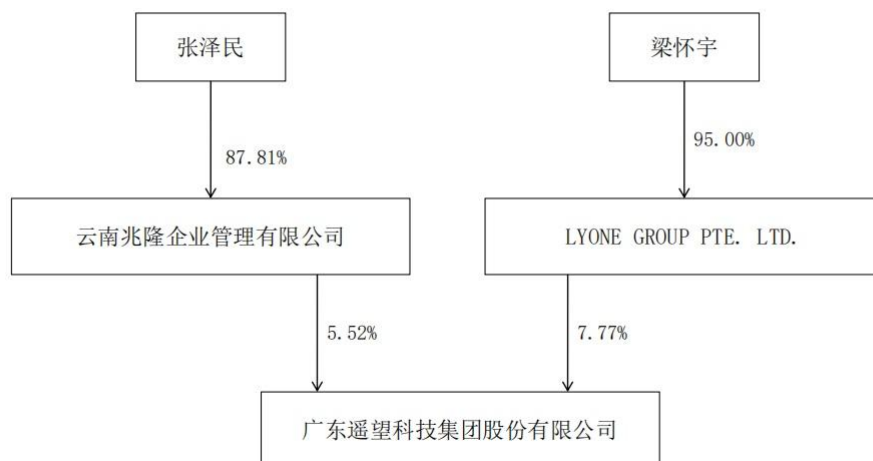 张泽民
梁怀宇
87.81%
95.00%
云南兆隆企业管理有限公司
LYONE GROUP PTE. LTD.
5.52%
7.77%
广东遥望科技集团股份有限公司